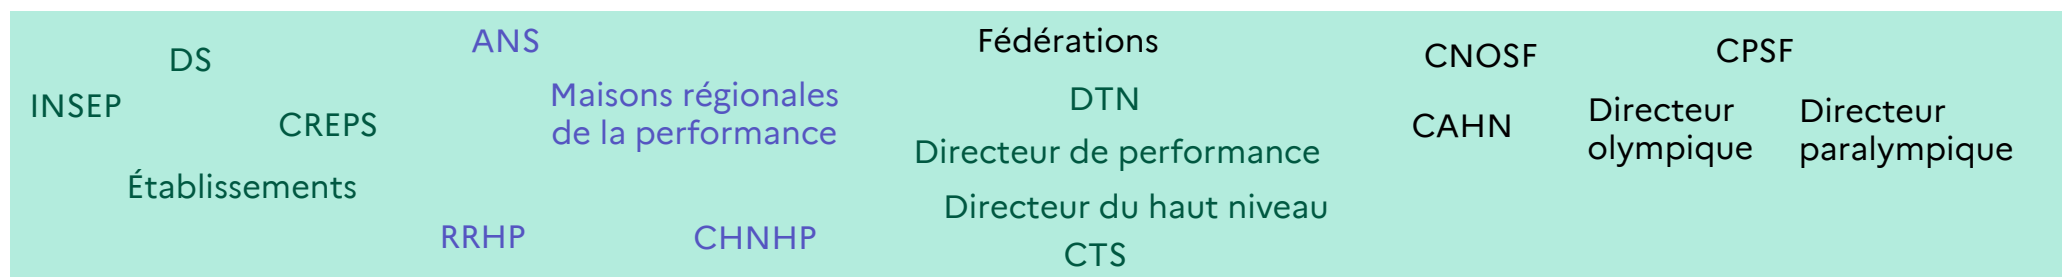 DS
INSEP
CREPS
Établissements
ANS
Maisons régionales
de la performance
RRHP
CHNHP
Fédérations
DTN
Directeur de performance
Directeur du haut niveau
CTS
CNOSF
CPSF
CAHN
Directeur
olympique
Directeur
paralympique